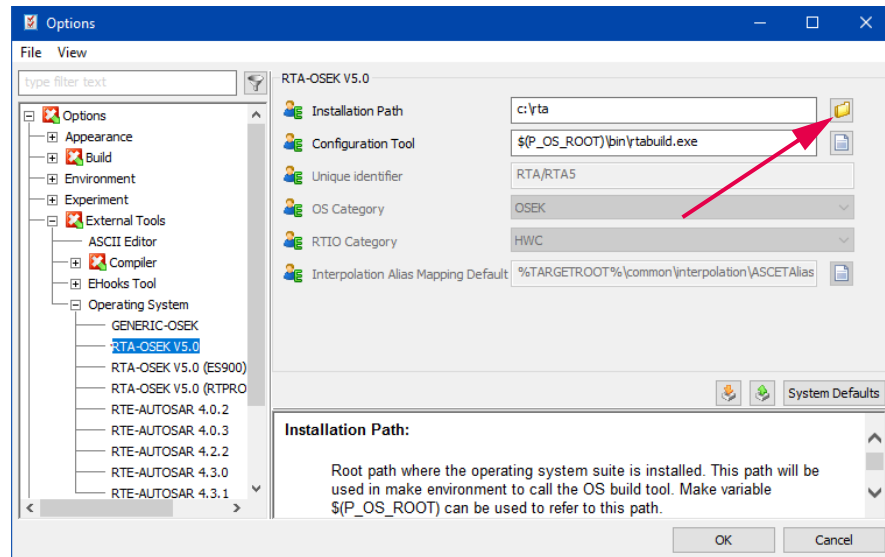 Options
File View
type filter text
Options
Appearance
Build
Environment
Experiment
External Tools
ASCII Editor
Compiler
EHooks Tool
Operating System
GENERIC-OSEK
RTA-OSEK V5.0
RTA-OSEK V5.0 (ES900)
RTA-OSEK V5.0 (RTPRO
RTE-AUTOSAR 4.0.2
RTE-AUTOSAR 4.0.3
RTE-AUTOSAR 4.2.2
RTE-AUTOSAR 4.3.0
RTE-AUTOSAR 4.3.1
RTA-OSEK V5.0
Installation Path c:\rta
Configuration Tool $(P_OS_ROOT)\bin\rtabuild.exe
Unique identifier RTA/RTA5
OS Category OSEK
RTIO Category HWC
Interpolation Alias Mapping Default %TARGETROOT%\common\interpolation\ASCETAlias
System Defaults
Installation Path:
Root path where the operating system suite is installed. This path will be
used in make environment to call the OS build tool. Make variable
$(P_OS_ROOT) can be used to refer to this path.
OK Cancel